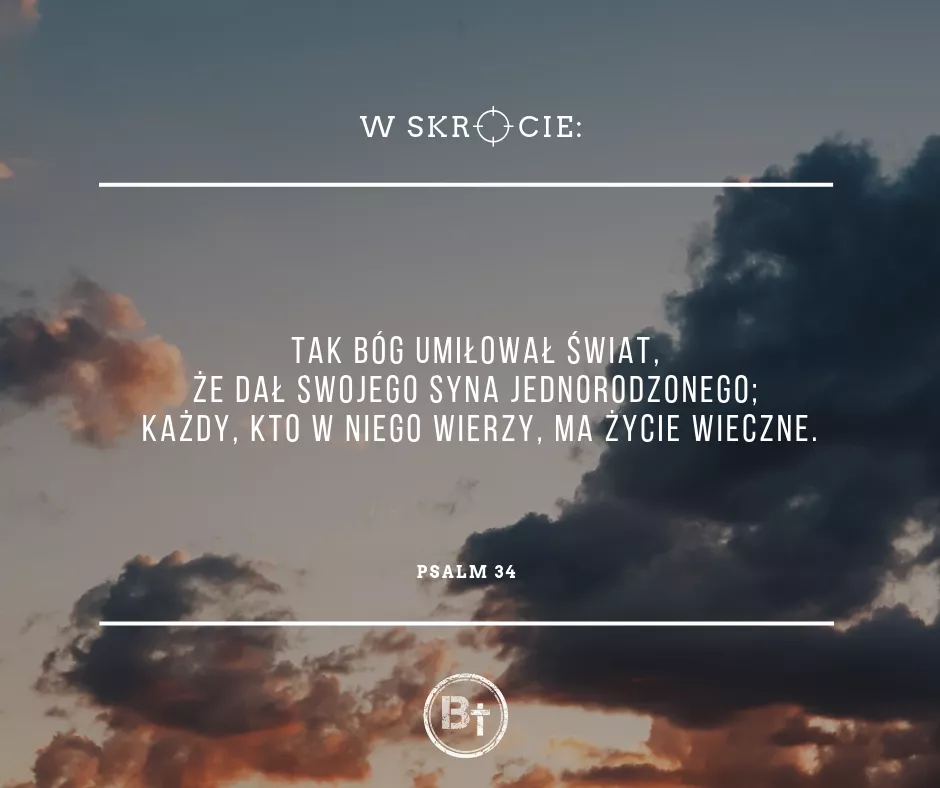 W SKRÓCIE:
TAK BÓG UMIŁOWAŁ ŚWIAT,
ŻE DAŁ SWOJEGO SYNA JEDNORODZONEGO;
KAŻDY, KTO W NIEGO WIERZY, MA ŻYCIE WIECZNE.
PSALM 34
Bt